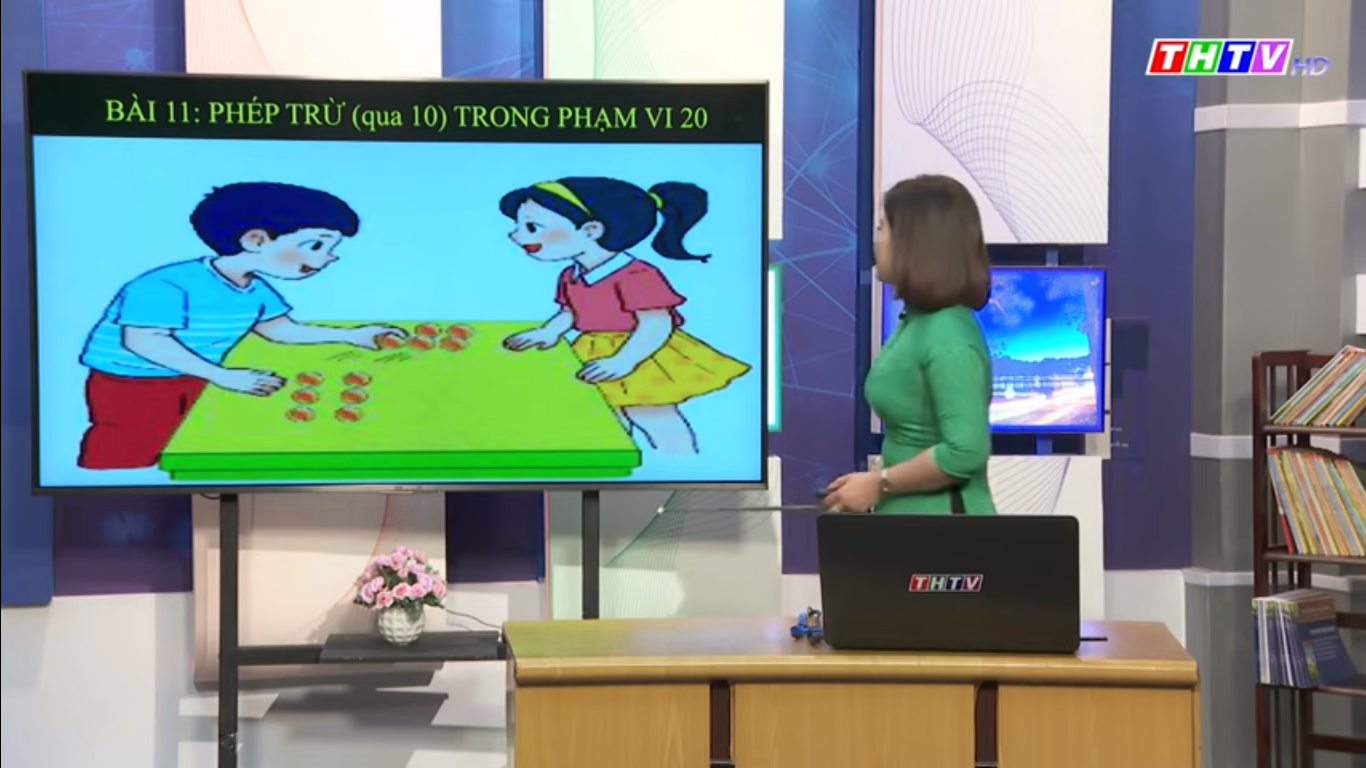 THTV HD
BÀI 11: PHÉP TRỪ (qua 10) TRONG PHẠM VI 20
THTV